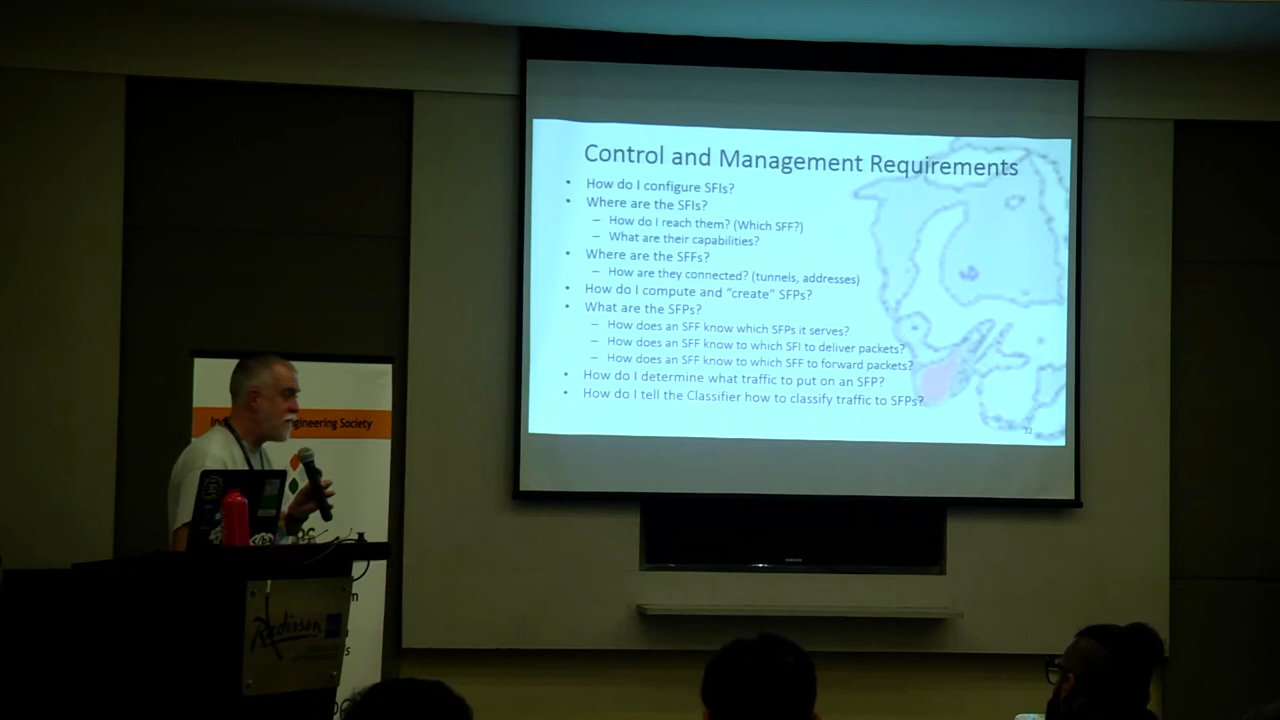 Control and Management Requirements
• How do I configure SFIs?
• Where are the SFIs?
– How do I reach them? (Which SFF?)
– What are their capabilities?
• Where are the SFFs?
– How are they connected? (tunnels, addresses)
• How do I compute and “create” SFPs?
• What are the SFPs?
– How does an SFF know which SFPs it serves?
– How does an SFF know to which SFI to deliver packets?
– How does an SFF know to which SFF to forward packets?
• How do I determine what traffic to put on an SFP?
• How do I tell the Classifier how to classify traffic to SFPs?
32
Society
Radisson
SAMSUNG